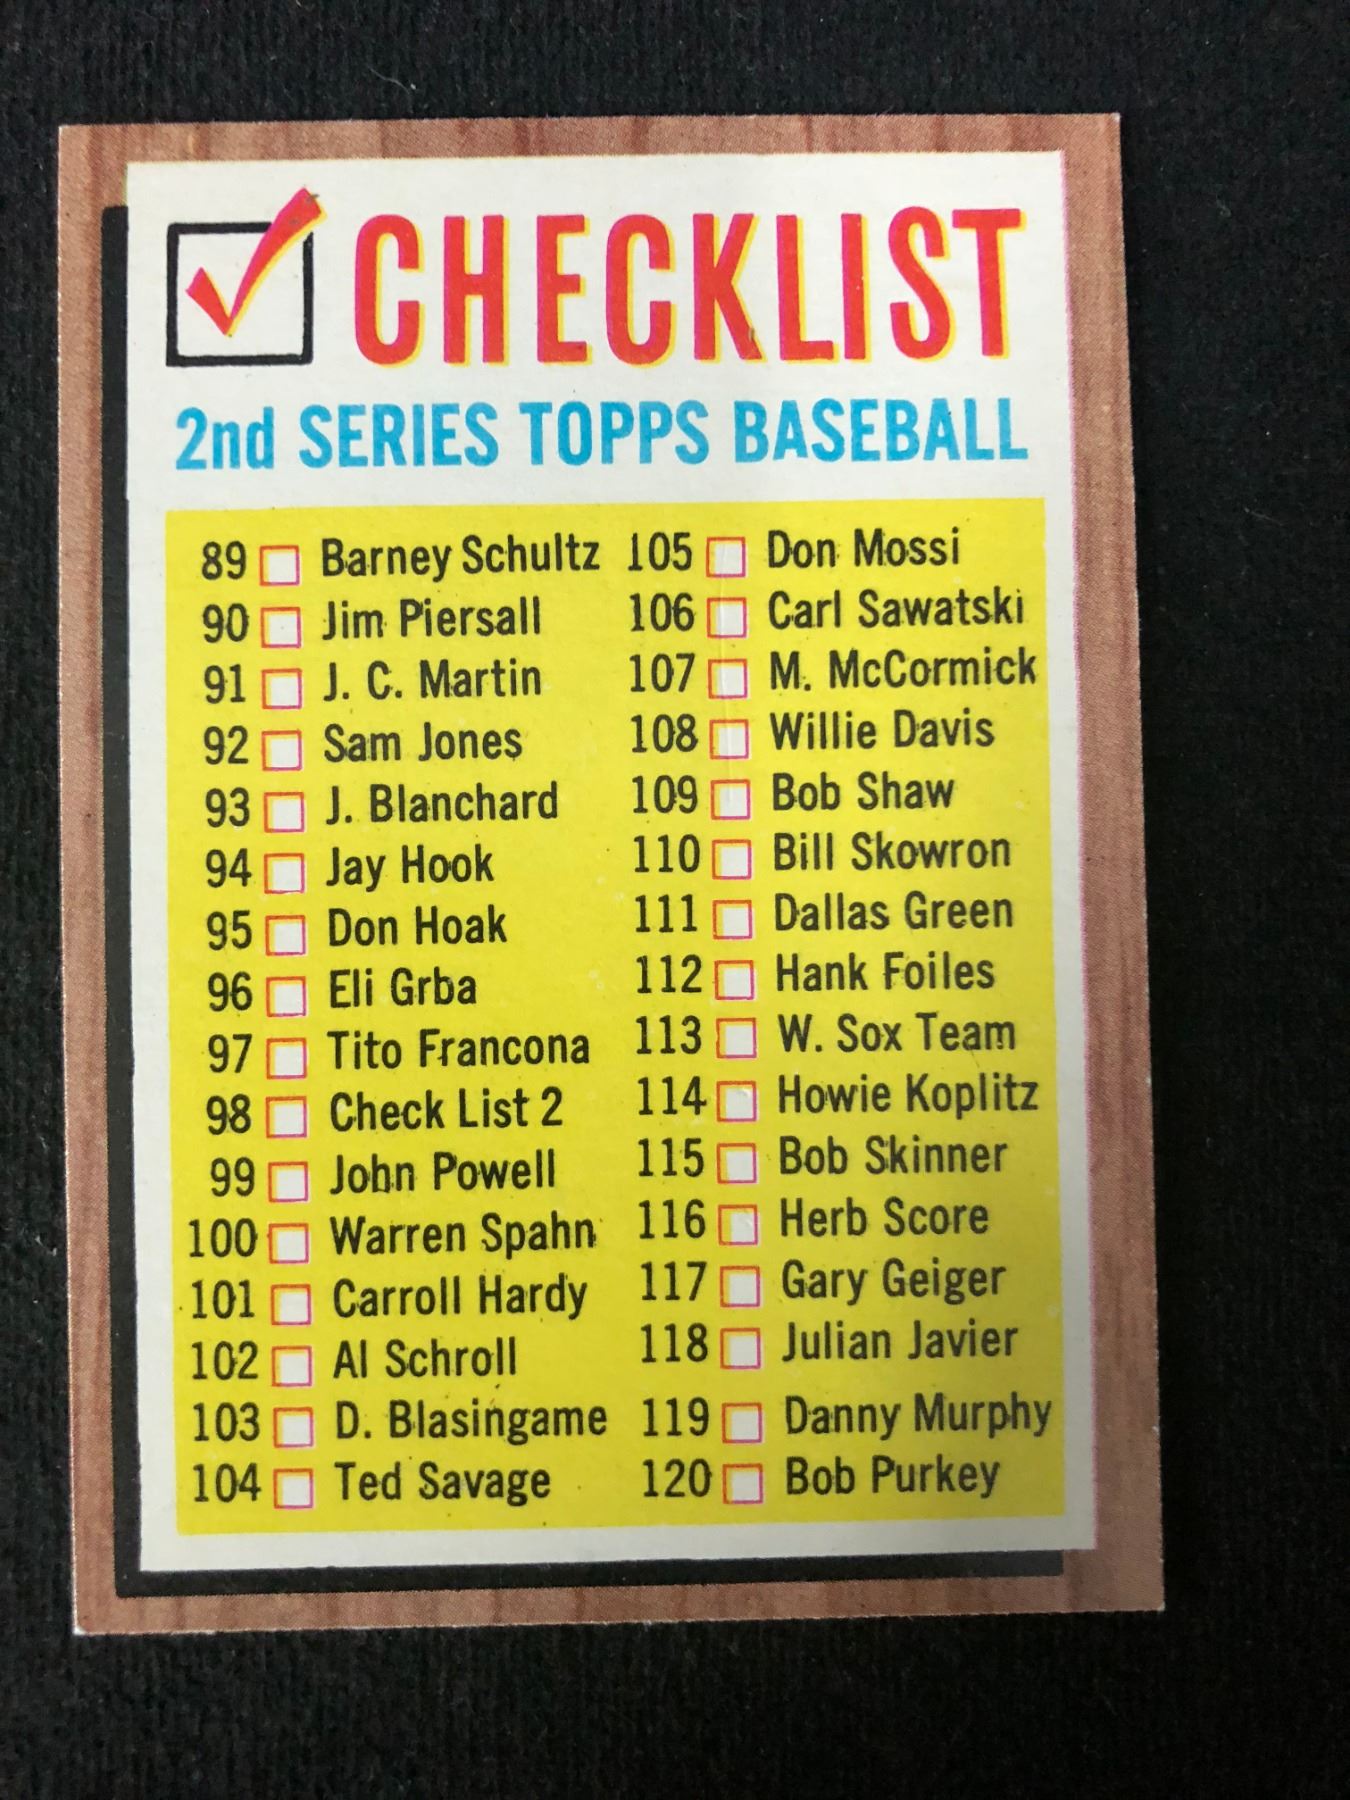 CHECKLIST
2nd SERIES TOPPS BASEBALL
89 Barney Schultz
90 Jim Piersall
91 J. C. Martin
92 Sam Jones
93 J. Blanchard
94 Jay Hook
95 Don Hoak
96 Eli Grba
97 Tito Francona
98 Check List 2
99 John Powell
100 Warren Spahn
101 Carroll Hardy
102 Al Schroll
103 D. Blasingame
104 Ted Savage
105 Don Mossi
106 Carl Sawatski
107 M. McCormick
108 Willie Davis
109 Bob Shaw
110 Bill Skowron
111 Dallas Green
112 Hank Foiles
113 W. Sox Team
114 Howie Koplitz
115 Bob Skinner
116 Herb Score
117 Gary Geiger
118 Julian Javier
119 Danny Murphy
120 Bob Purkey